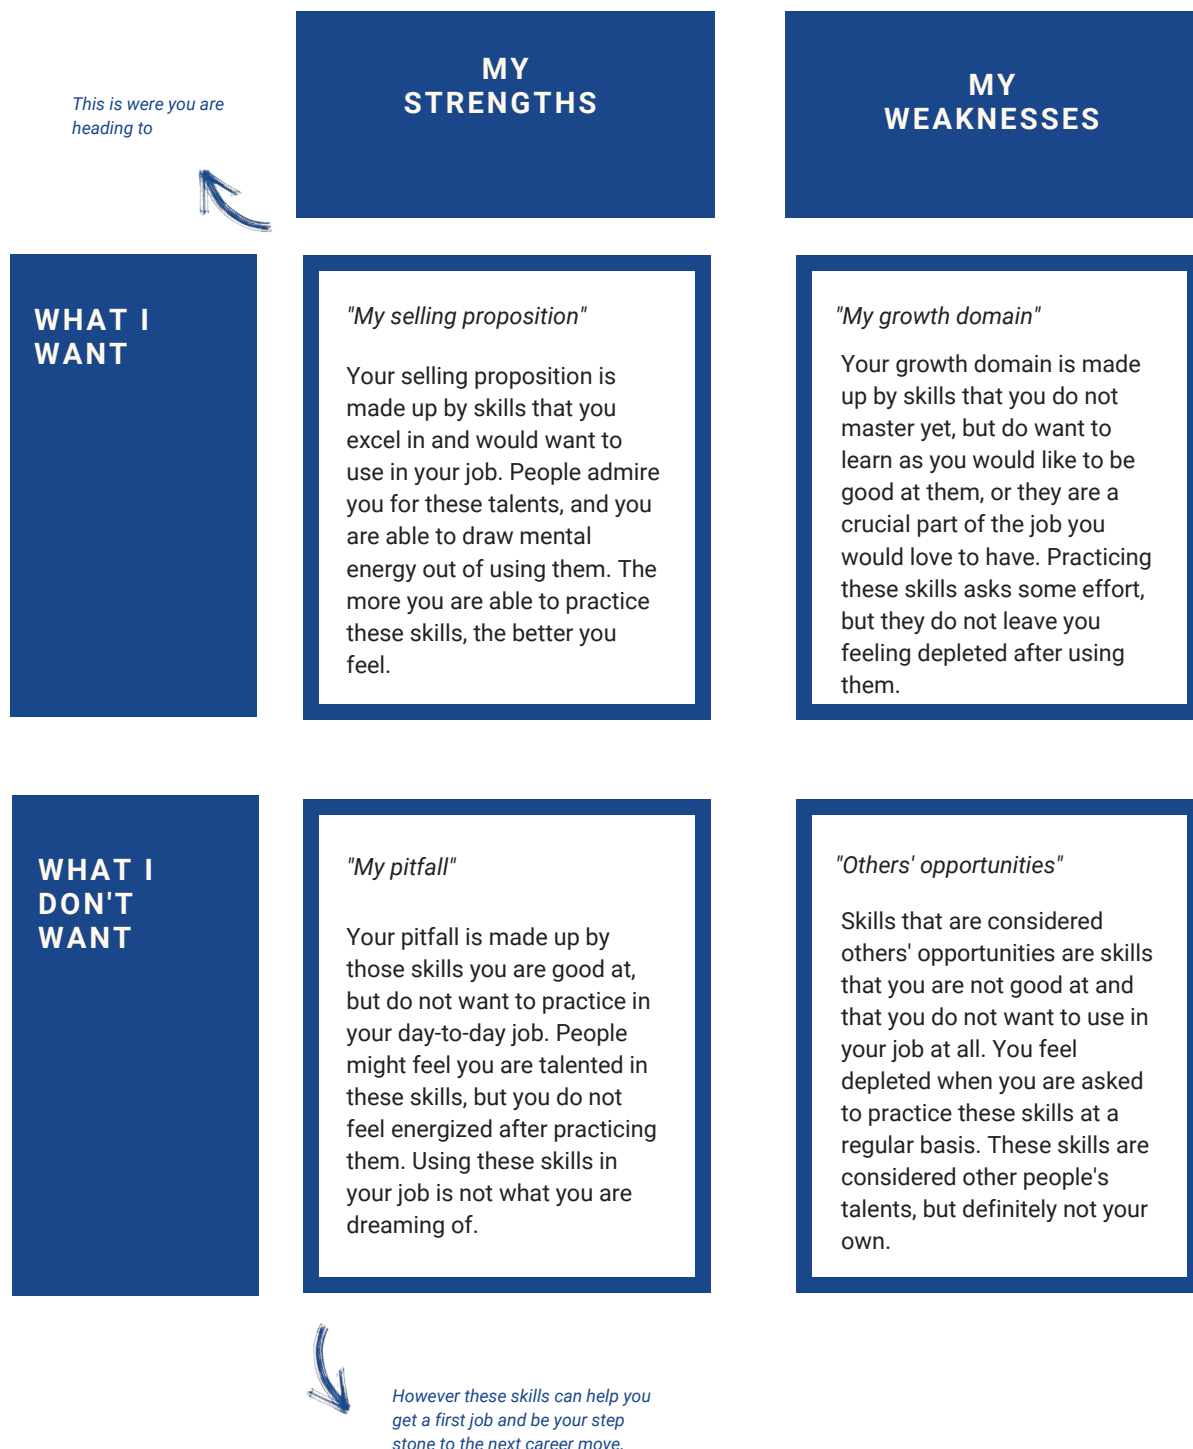 This is were you are
heading to
MY
STRENGTHS
MY
WEAKNESSES
WHAT I
WANT
"My selling proposition"
Your selling proposition is
made up by skills that you
excel in and would want to
use in your job. People admire
you for these talents, and you
are able to draw mental
energy out of using them. The
more you are able to practice
these skills, the better you
feel.
"My growth domain"
Your growth domain is made
up by skills that you do not
master yet, but do want to
learn as you would like to be
good at them, or they are a
crucial part of the job you
would love to have. Practicing
these skills asks some effort,
but they do not leave you
feeling depleted after using
them.
WHAT I
DON'T
WANT
"My pitfall"
Your pitfall is made up by
those skills you are good at,
but do not want to practice in
your day-to-day job. People
might feel you are talented in
these skills, but you do not
feel energized after practicing
them. Using these skills in
your job is not what you are
dreaming of.
"Others' opportunities"
Skills that are considered
others' opportunities are skills
that you are not good at and
that you do not want to use in
your job at all. You feel
depleted when you are asked
to practice these skills at a
regular basis. These skills are
considered other people's
talents, but definitely not your
own.
However these skills can help you
get a first job and be your step
stone to the next career move.